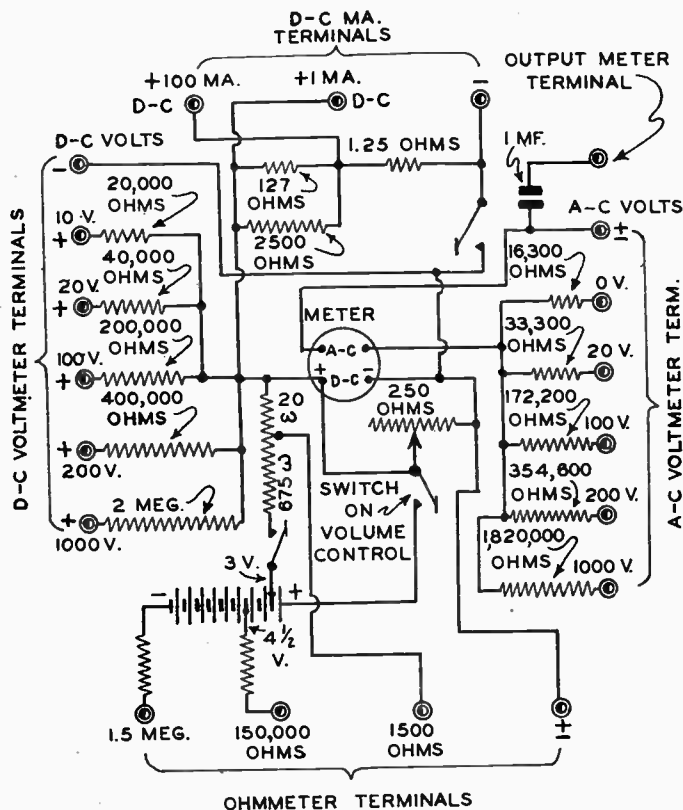 D-C MA.
TERMINALS
+100 MA.
D-C
+1 MA.
D-C
−
OUTPUT METER
TERMINAL
1 MF.
D-C VOLTS
−
1.25 OHMS
127
OHMS
2500
OHMS
A-C VOLTS
±
20,000
OHMS
10 V.
+
40,000
OHMS
20 V.
+
200,000
OHMS
100 V.
+
400,000
OHMS
+
200 V.
2 MEG.
+
1000 V.
D-C VOLTMETER TERMINALS
METER
A-C
+ D-C −
16,300
OHMS
0 V.
33,300
OHMS
20 V.
172,200
OHMS
100 V.
354,600
OHMS
200 V.
1,820,000
OHMS
1000 V.
A-C VOLTMETER TERM.
250
OHMS
20 ω
675 ω
SWITCH
ON
VOLUME
CONTROL
3 V.
−
+
4 1/2
V.
1.5 MEG.
150,000
OHMS
1500
OHMS
±
OHMMETER TERMINALS